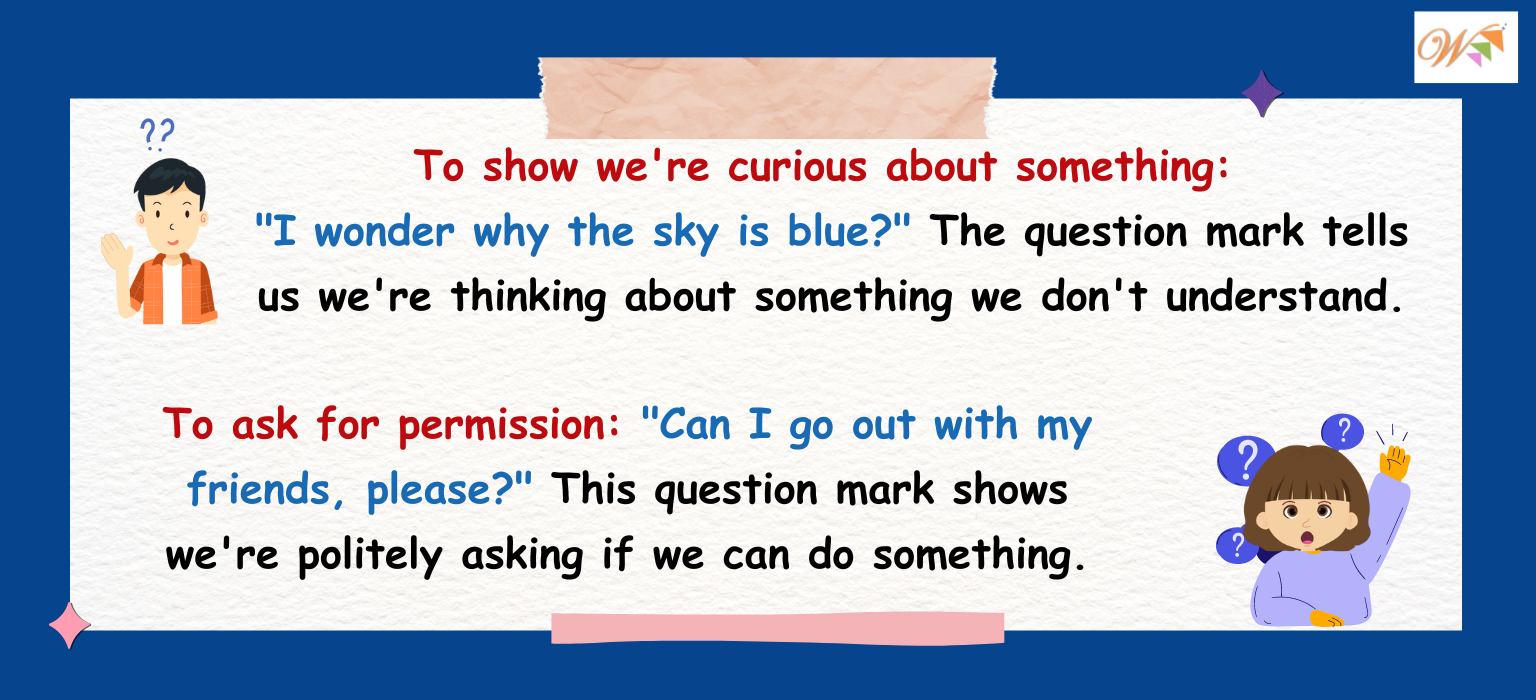 W
??
To show we're curious about something:
"I wonder why the sky is blue?" The question mark tells
us we're thinking about something we don't understand.
To ask for permission: "Can I go out with my
friends, please?" This question mark shows
we're politely asking if we can do something.
?
?
?